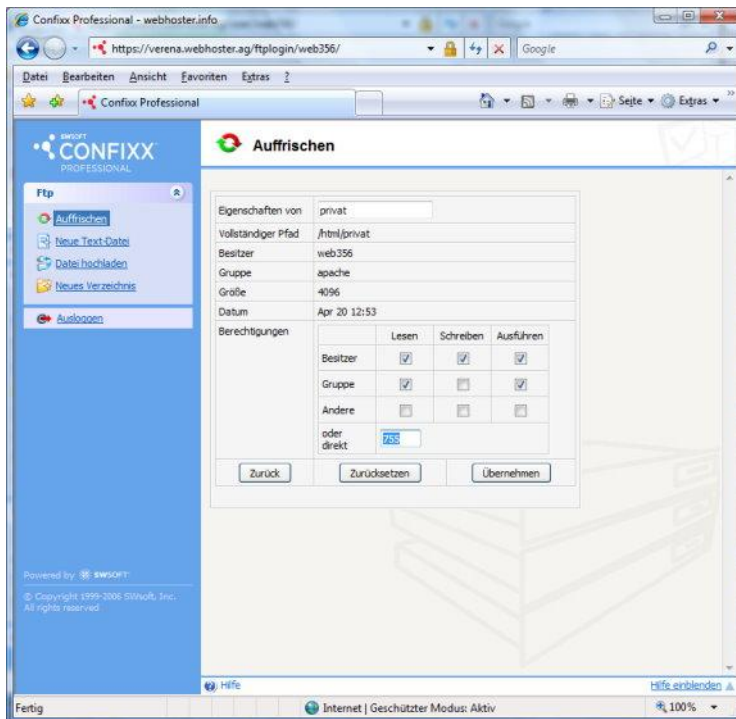 Confixx Professional - webhoster.info
https://verena.webhoster.ag/ftplogin/web356/
Google
Datei Bearbeiten Ansicht Favoriten Extras ?
Confixx Professional
Seite
Extras
SWSOFT
CONFIXX
PROFESSIONAL
Auffrischen
Ftp
Auffrischen
Neue Text-Datei
Datei hochladen
Neues Verzeichnis
Ausloggen
Eigenschaften von privat
Vollständiger Pfad /html/privat
Besitzer web356
Gruppe apache
Größe 4096
Datum Apr 20 12:53
Berechtigungen
Lesen Schreiben Ausführen
Besitzer
Gruppe
Andere
oder direkt 755
Zurück Zurücksetzen Übernehmen
Powered by SWSOFT
© Copyright 1999-2006 SWsoft, Inc.
All rights reserved
Hilfe
Hilfe einblenden
Fertig
Internet | Geschützter Modus: Aktiv
100%